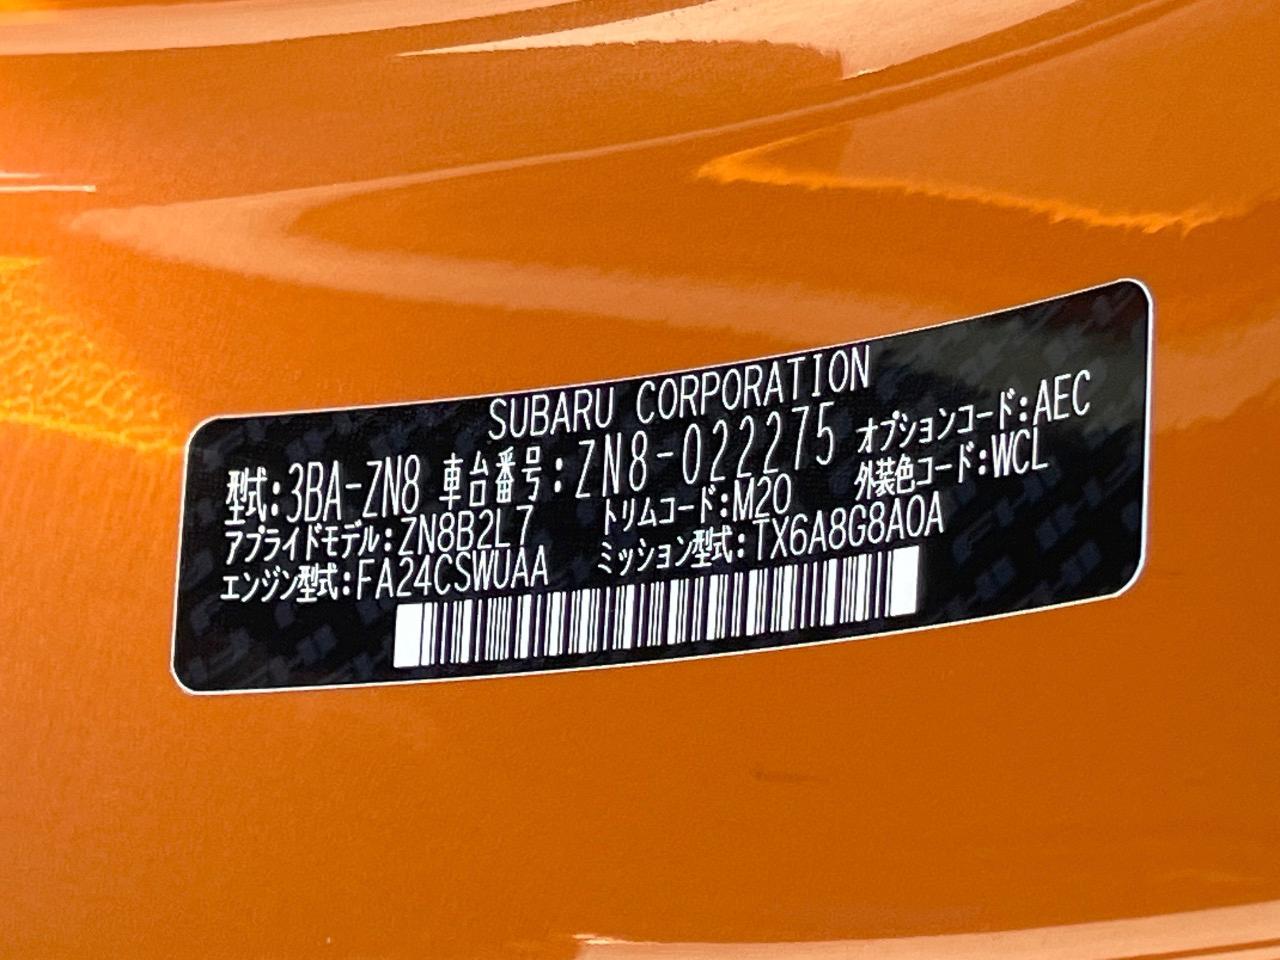 SUBARU CORPORATION
型式:3BA-ZN8 車台番号:ZN8-022275 オプションコード:AEC
アプライドモデル:ZN8B2L7 トリムコード:M20 外装色コード:WCL
エンジン型式:FA24CSWUAA ミッション型式:TX6A8G8A0A